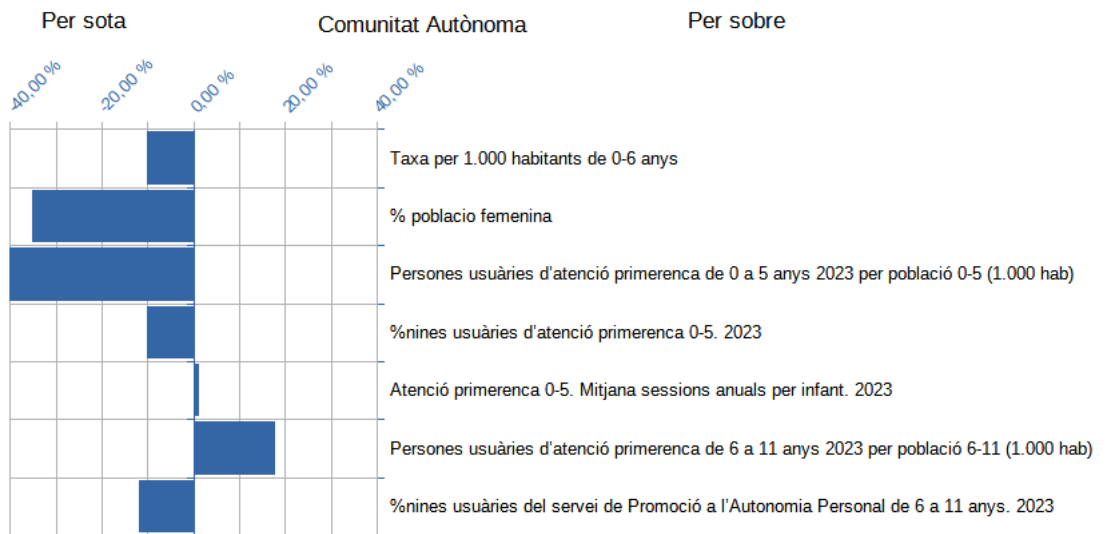 Per sota
Comunitat Autònoma
Per sobre
-40,00 %
-20,00 %
0,00 %
20,00 %
40,00 %
Taxa per 1.000 habitants de 0-6 anys
% poblacio femenina
Persones usuàries d'atenció primerenca de 0 a 5 anys 2023 per població 0-5 (1.000 hab)
%nines usuàries d'atenció primerenca 0-5. 2023
Atenció primerenca 0-5. Mitjana sessions anuals per infant. 2023
Persones usuàries d'atenció primerenca de 6 a 11 anys 2023 per població 6-11 (1.000 hab)
%nines usuàries del servei de Promoció a l'Autonomia Personal de 6 a 11 anys. 2023